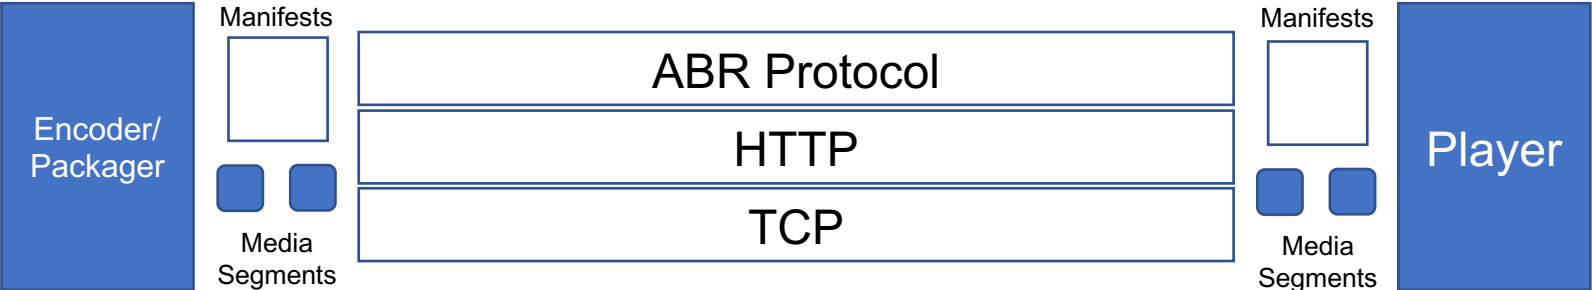 Encoder/
Packager
Manifests
Media
Segments
ABR Protocol
HTTP
TCP
Manifests
Media
Segments
Player